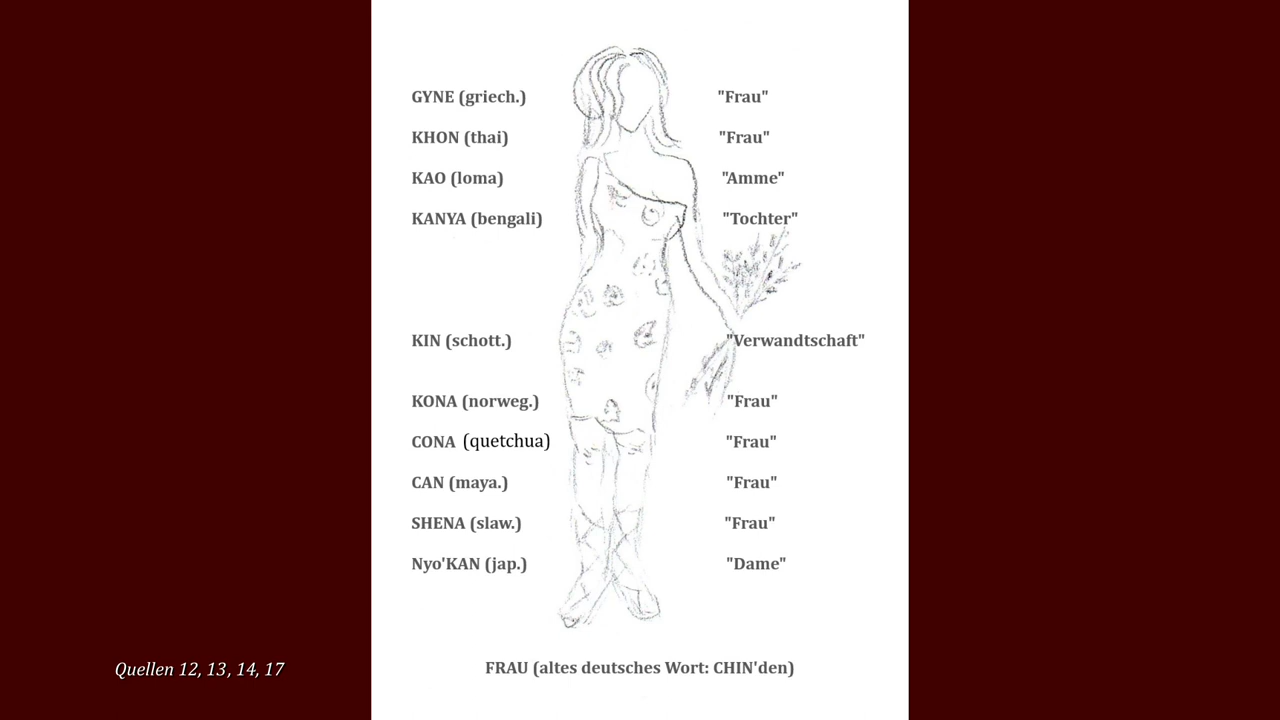 GYNE (griech.) "Frau"
KHON (thai) "Frau"
KAO (loma) "Amme"
KANYA (bengali) "Tochter"
KIN (schott.) "Verwandtschaft"
KONA (norweg.) "Frau"
CONA (quetchua) "Frau"
CAN (maya.) "Frau"
SHENA (slaw.) "Frau"
Nyo'KAN (jap.) "Dame"
Quellen 12, 13, 14, 17
FRAU (altes deutsches Wort: CHIN'den)